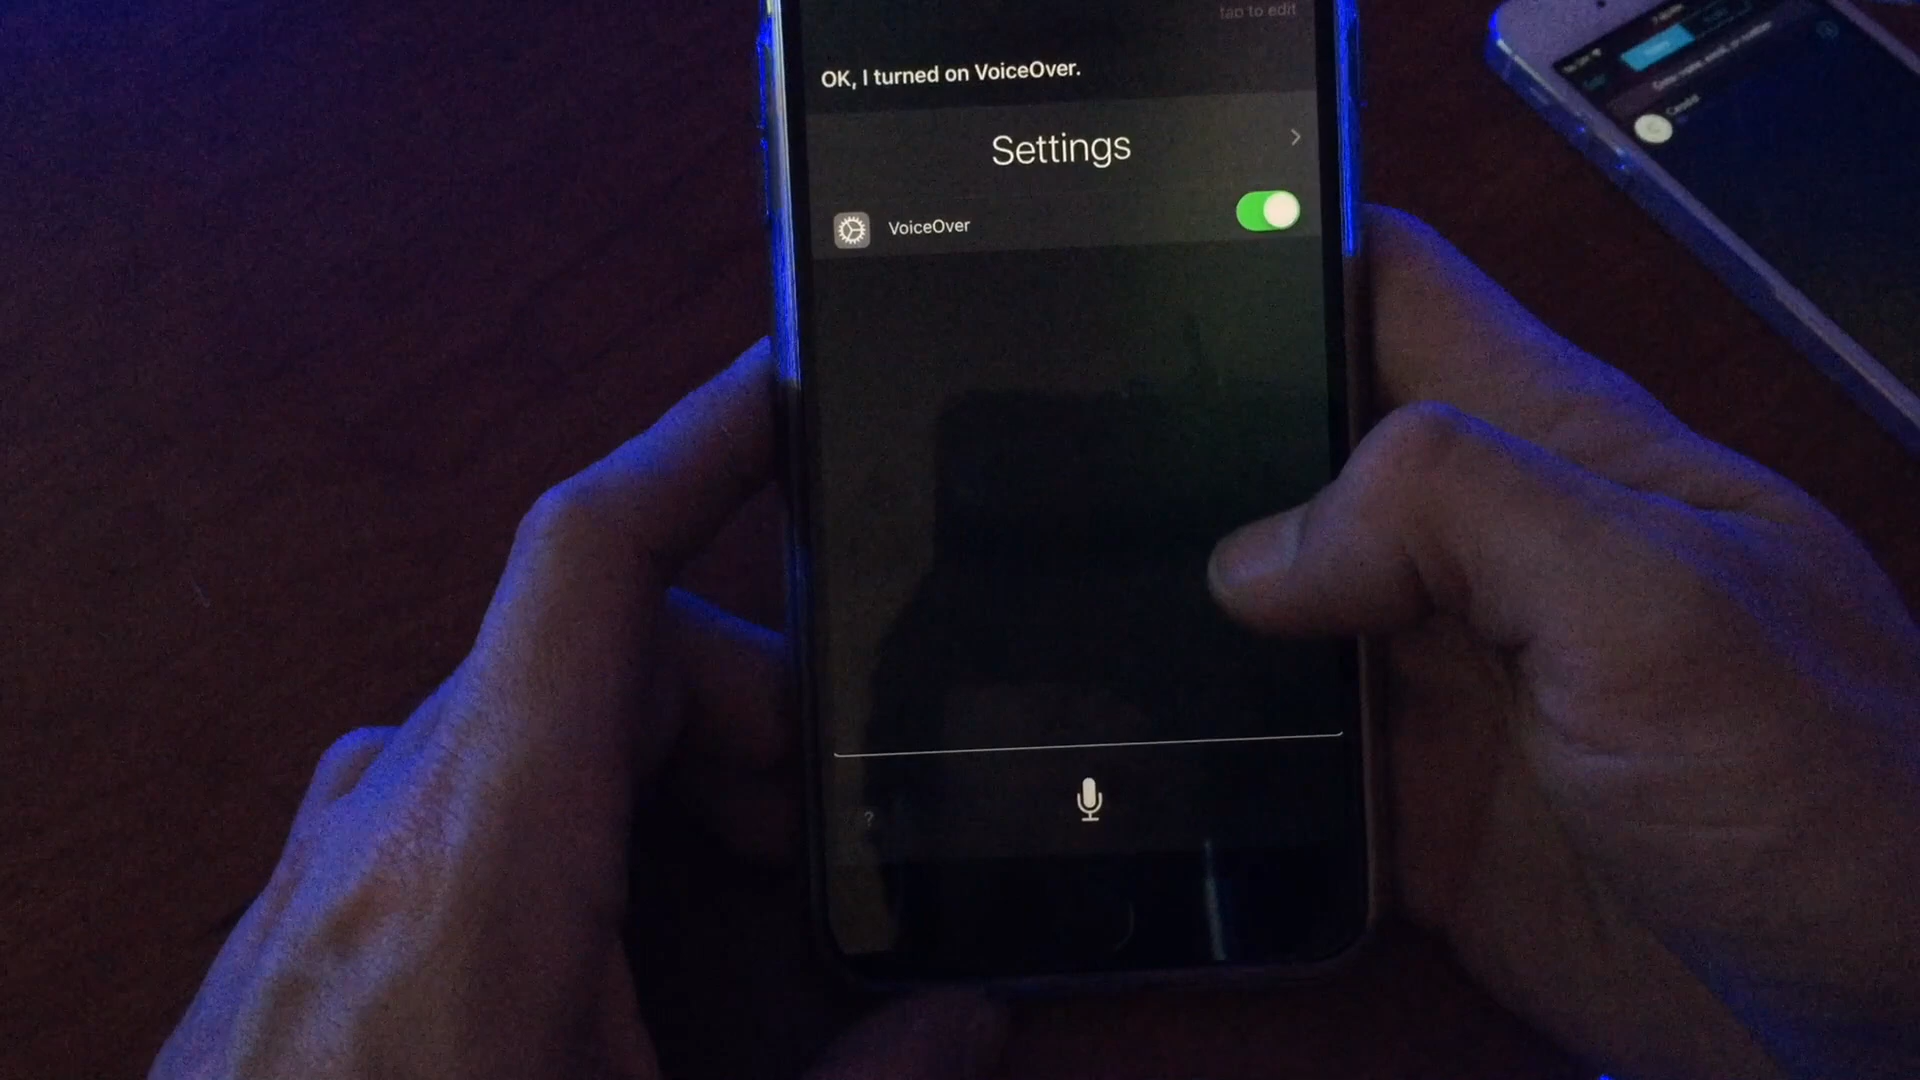 tap to edit
OK, I turned on VoiceOver.
Settings
VoiceOver
?